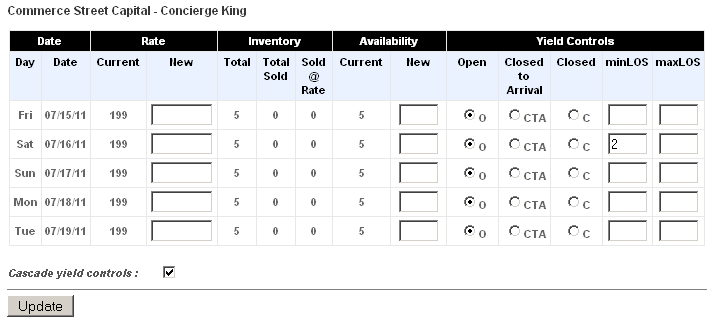 Commerce Street Capital - Concierge King
Date Rate Inventory Availability Yield Controls
Day Date Current New Total Total Sold Sold @ Rate Current New Open Closed to Arrival Closed minLOS maxLOS
Fri 07/15/11 199 5 0 0 5 O CTA C
Sat 07/16/11 199 5 0 0 5 O CTA C 2
Sun 07/17/11 199 5 0 0 5 O CTA C
Mon 07/18/11 199 5 0 0 5 O CTA C
Tue 07/19/11 199 5 0 0 5 O CTA C
Cascade yield controls :
Update